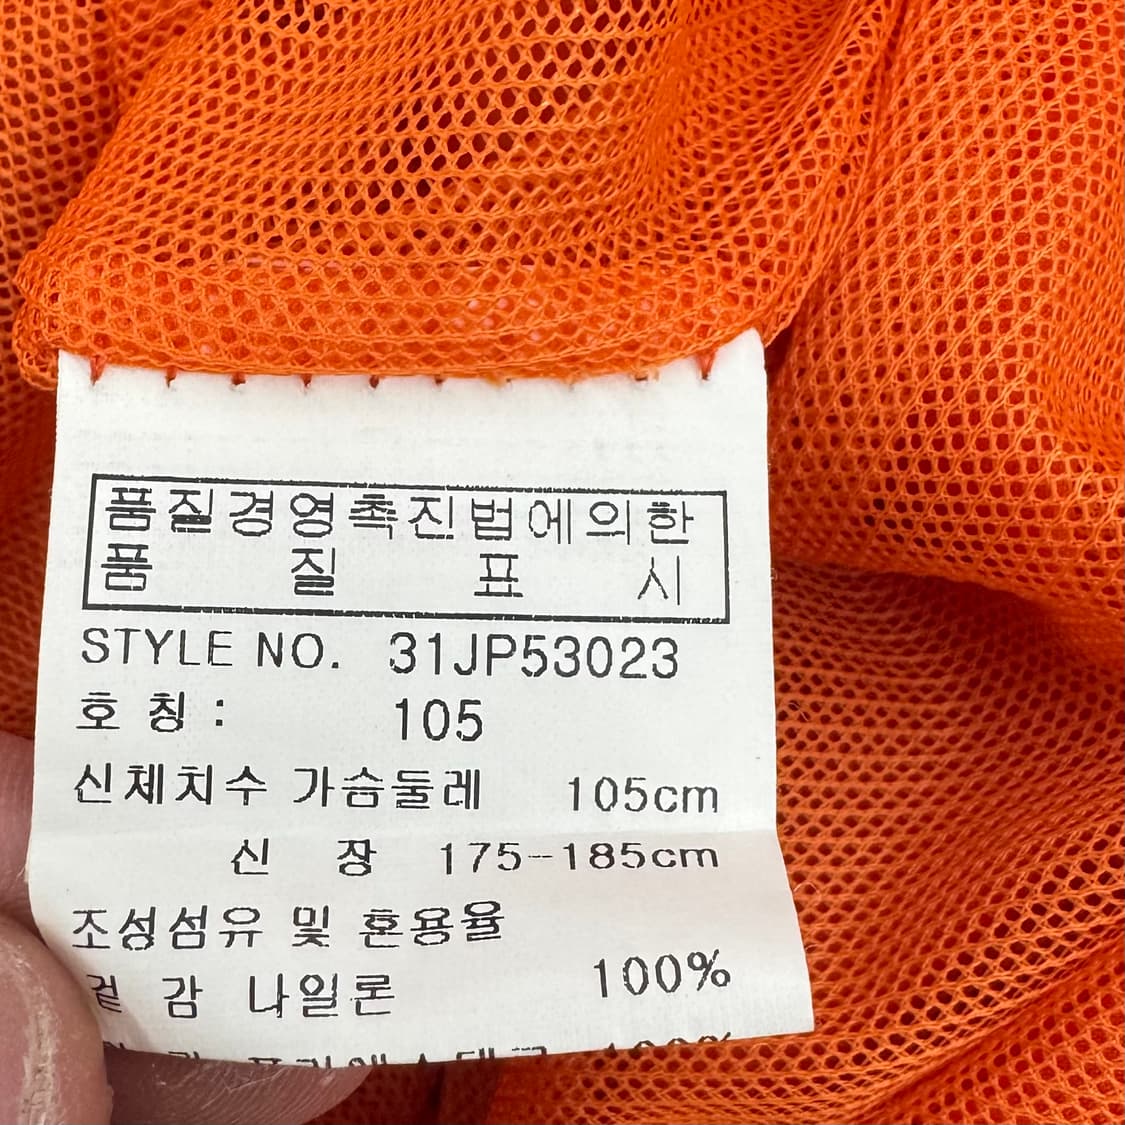 품질경영촉진법에의한
품 질 표 시
STYLE NO. 31JP53023
호 칭 : 105
신체치수 가슴둘레 105cm
신 장 175-185cm
조성섬유 및 혼용율
겉 감 나일론 100%